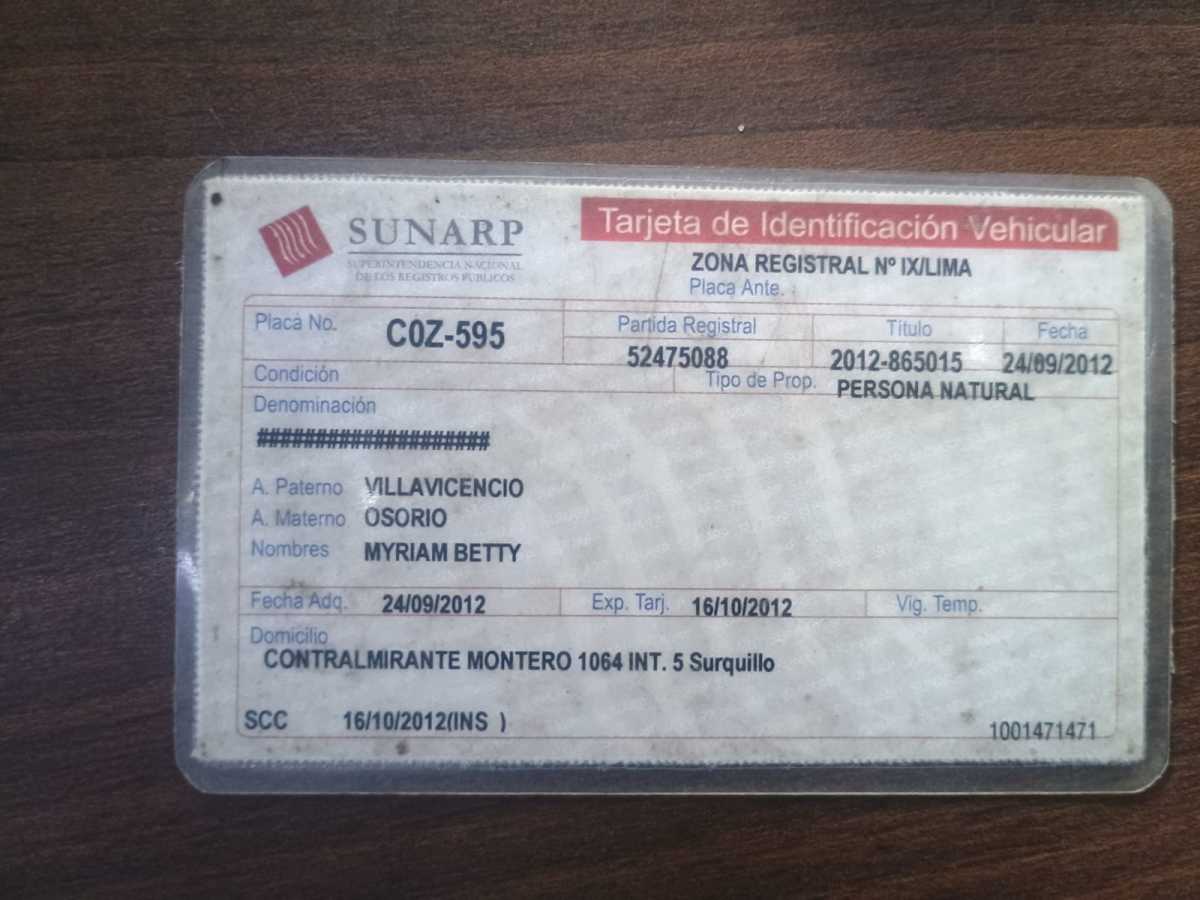 SUNARP
SUPERINTENDENCIA NACIONAL
DE LOS REGISTROS PUBLICOS
Tarjeta de Identificación Vehicular
ZONA REGISTRAL Nº IX/LIMA
Placa Ante.
Placa No. C0Z-595
Partida Registral Título Fecha
52475088 2012-865015 24/09/2012
Condición Tipo de Prop. PERSONA NATURAL
Denominación
####################
A. Paterno VILLAVICENCIO
A. Materno OSORIO
Nombres MYRIAM BETTY
Fecha Adq. 24/09/2012 Exp. Tarj. 16/10/2012 Vig. Temp.
Domicilio
CONTRALMIRANTE MONTERO 1064 INT. 5 Surquillo
SCC 16/10/2012(INS ) 1001471471